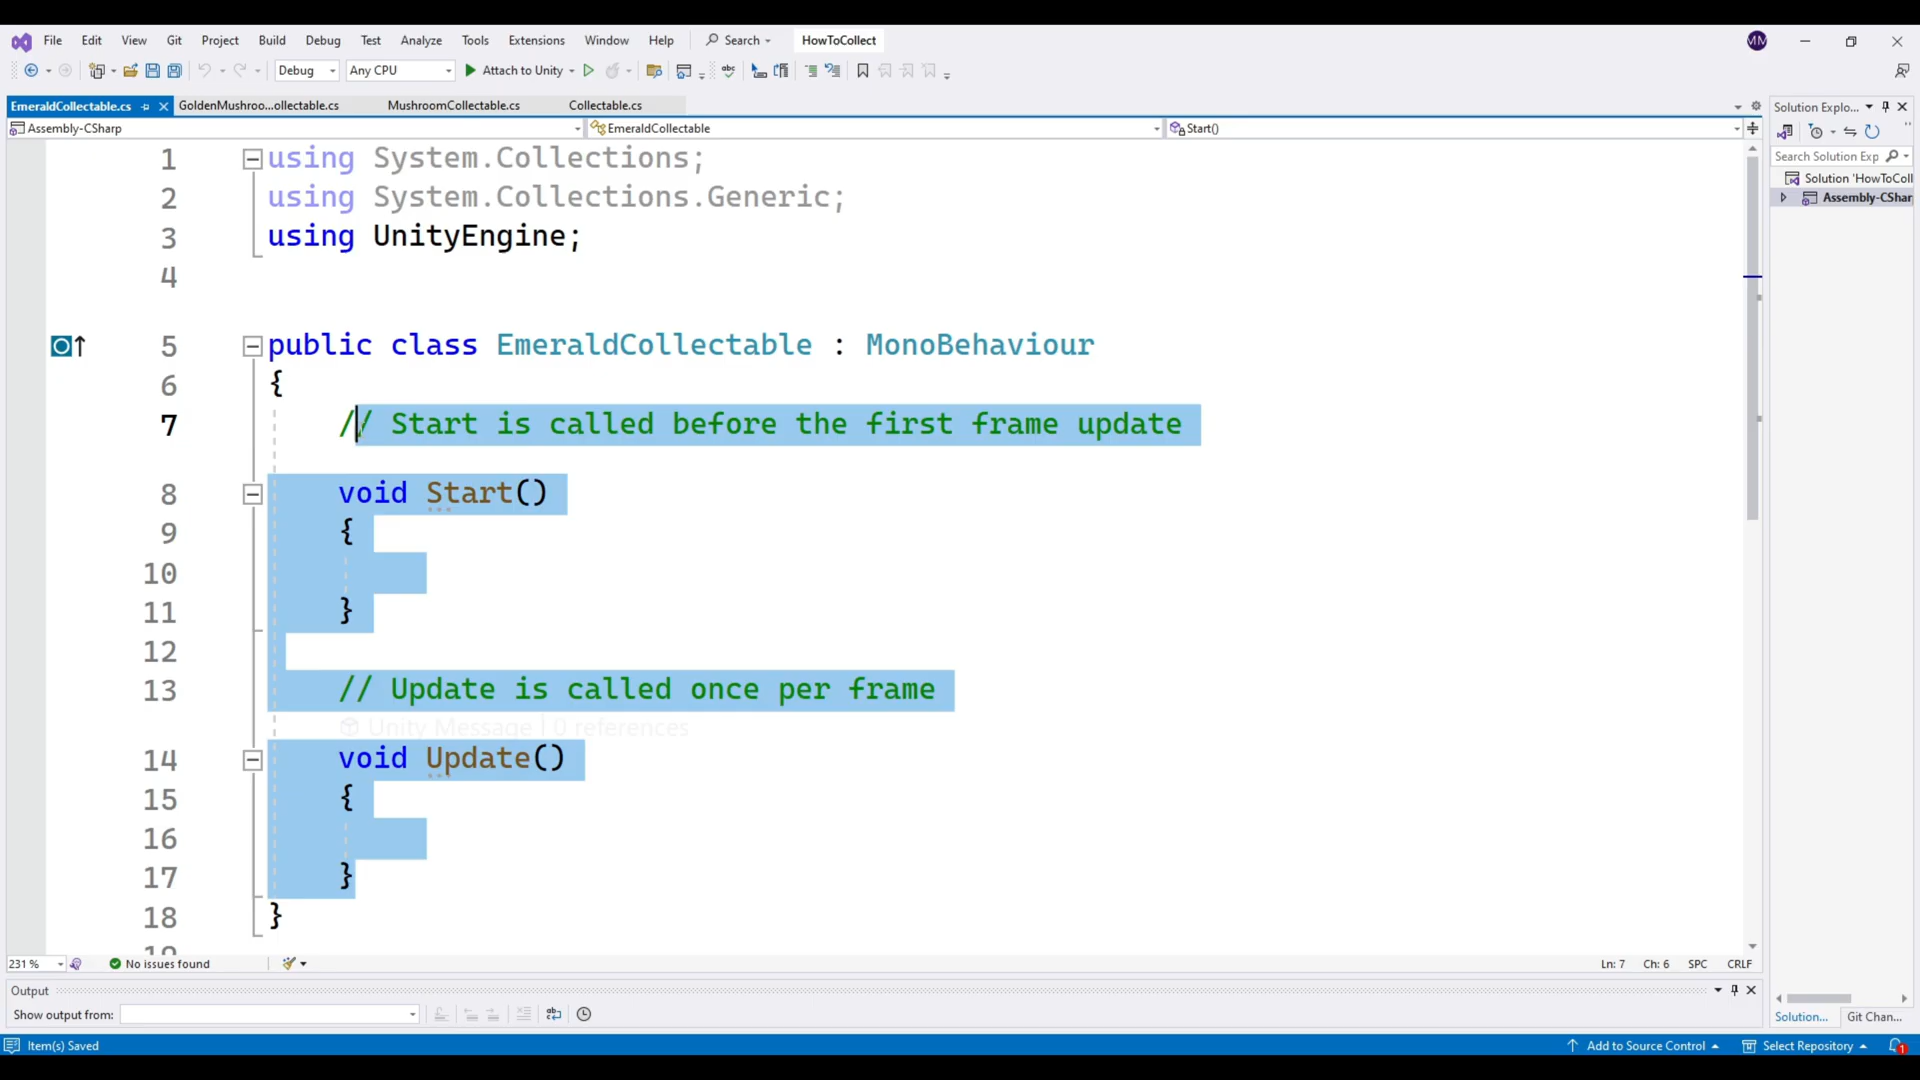 File Edit View Git Project Build Debug Test Analyze Tools Extensions Window Help Search HowToCollect MM
Debug Any CPU Attach to Unity
EmeraldCollectable.cs GoldenMushroo...ollectable.cs MushroomCollectable.cs Collectable.cs
Assembly-CSharp EmeraldCollectable Start()
1 using System.Collections;
2 using System.Collections.Generic;
3 using UnityEngine;
4
5 public class EmeraldCollectable : MonoBehaviour
6 {
7 // Start is called before the first frame update
8 void Start()
9 {
10
11 }
12
13 // Update is called once per frame
Unity Message | 0 references
14 void Update()
15 {
16
17 }
18 }
19
231 % No issues found Ln: 7 Ch: 6 SPC CRLF
Output
Show output from:
Item(s) Saved Add to Source Control Select Repository 1
Solution Explo...
Search Solution Exp
Solution 'HowToColl
Assembly-CShar
Solution... Git Chan...